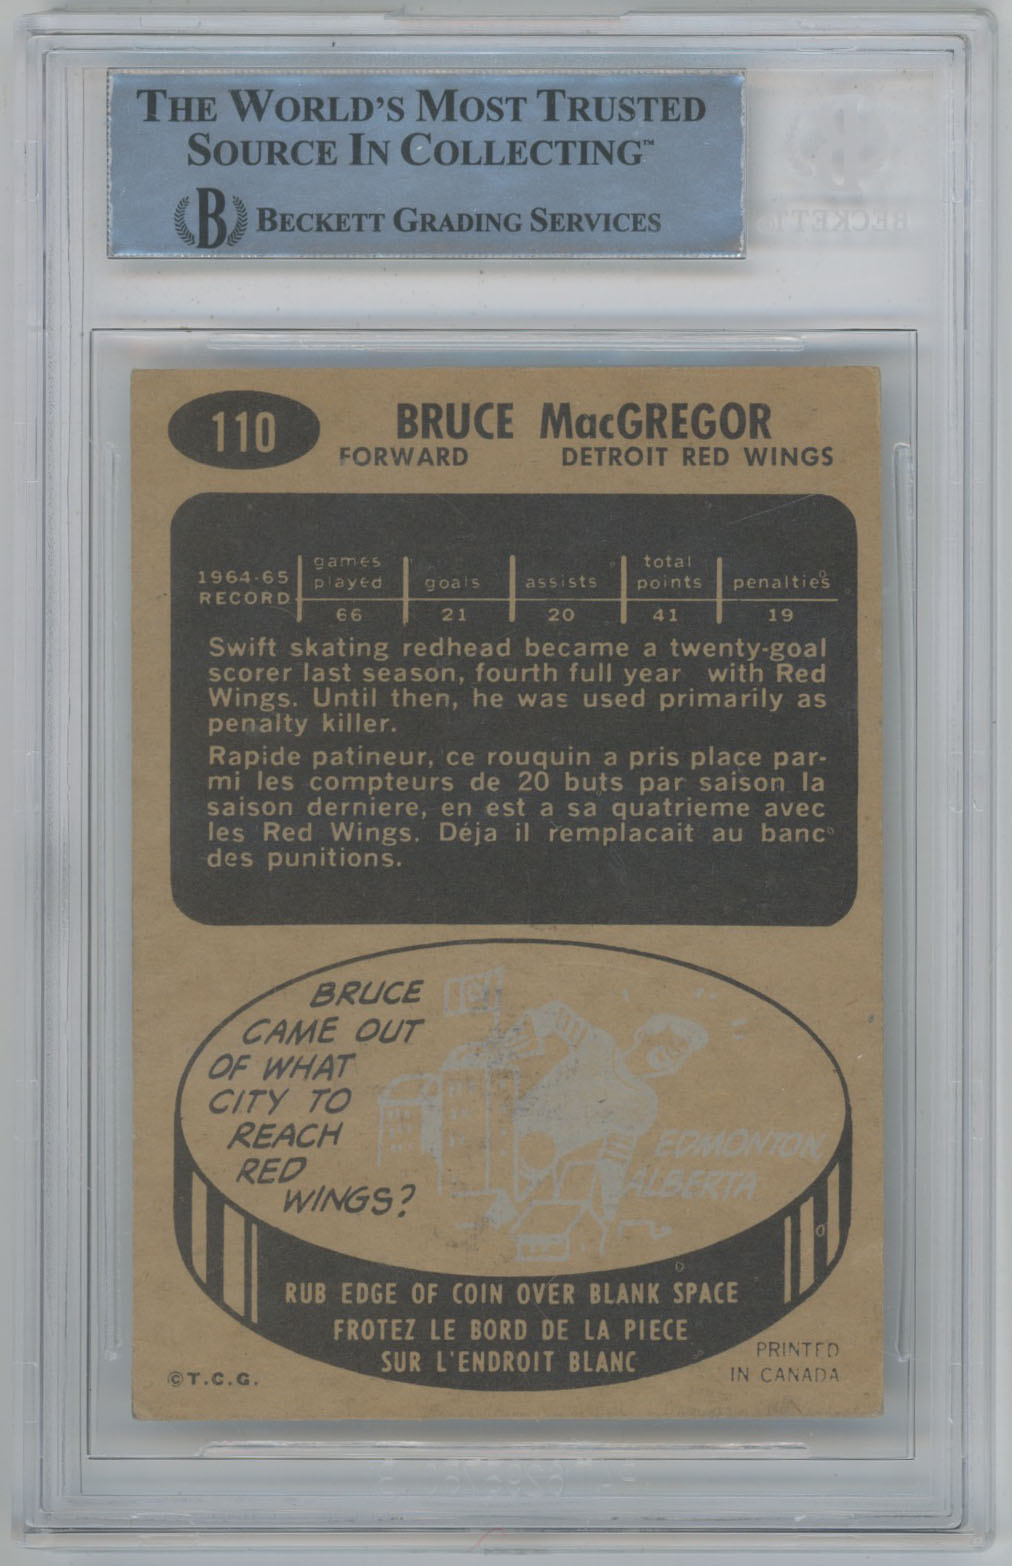 THE WORLD'S MOST TRUSTED
SOURCE IN COLLECTING™
B BECKETT GRADING SERVICES
110
BRUCE MacGREGOR
FORWARD DETROIT RED WINGS
1964-65 RECORD
games played goals assists total points penalties
66 21 20 41 19
Swift skating redhead became a twenty-goal
scorer last season, fourth full year with Red
Wings. Until then, he was used primarily as
penalty killer.
Rapide patineur, ce rouquin a pris place par-
mi les compteurs de 20 buts par saison la
saison derniere, en est a sa quatrieme avec
les Red Wings. Déja il remplacait au banc
des punitions.
BRUCE
CAME OUT
OF WHAT
CITY TO
REACH
RED
WINGS?
EDMONTON
ALBERTA
RUB EDGE OF COIN OVER BLANK SPACE
FROTEZ LE BORD DE LA PIECE
SUR L'ENDROIT BLANC
©T.C.G.
PRINTED
IN CANADA